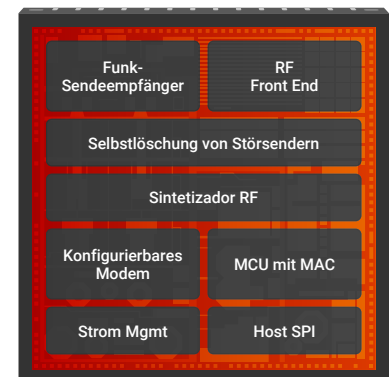 Funk-
Sendeempfänger
RF
Front End
Selbstlöschung von Störsendern
Sintetizador RF
Konfigurierbares
Modem
MCU mit MAC
Strom Mgmt
Host SPI